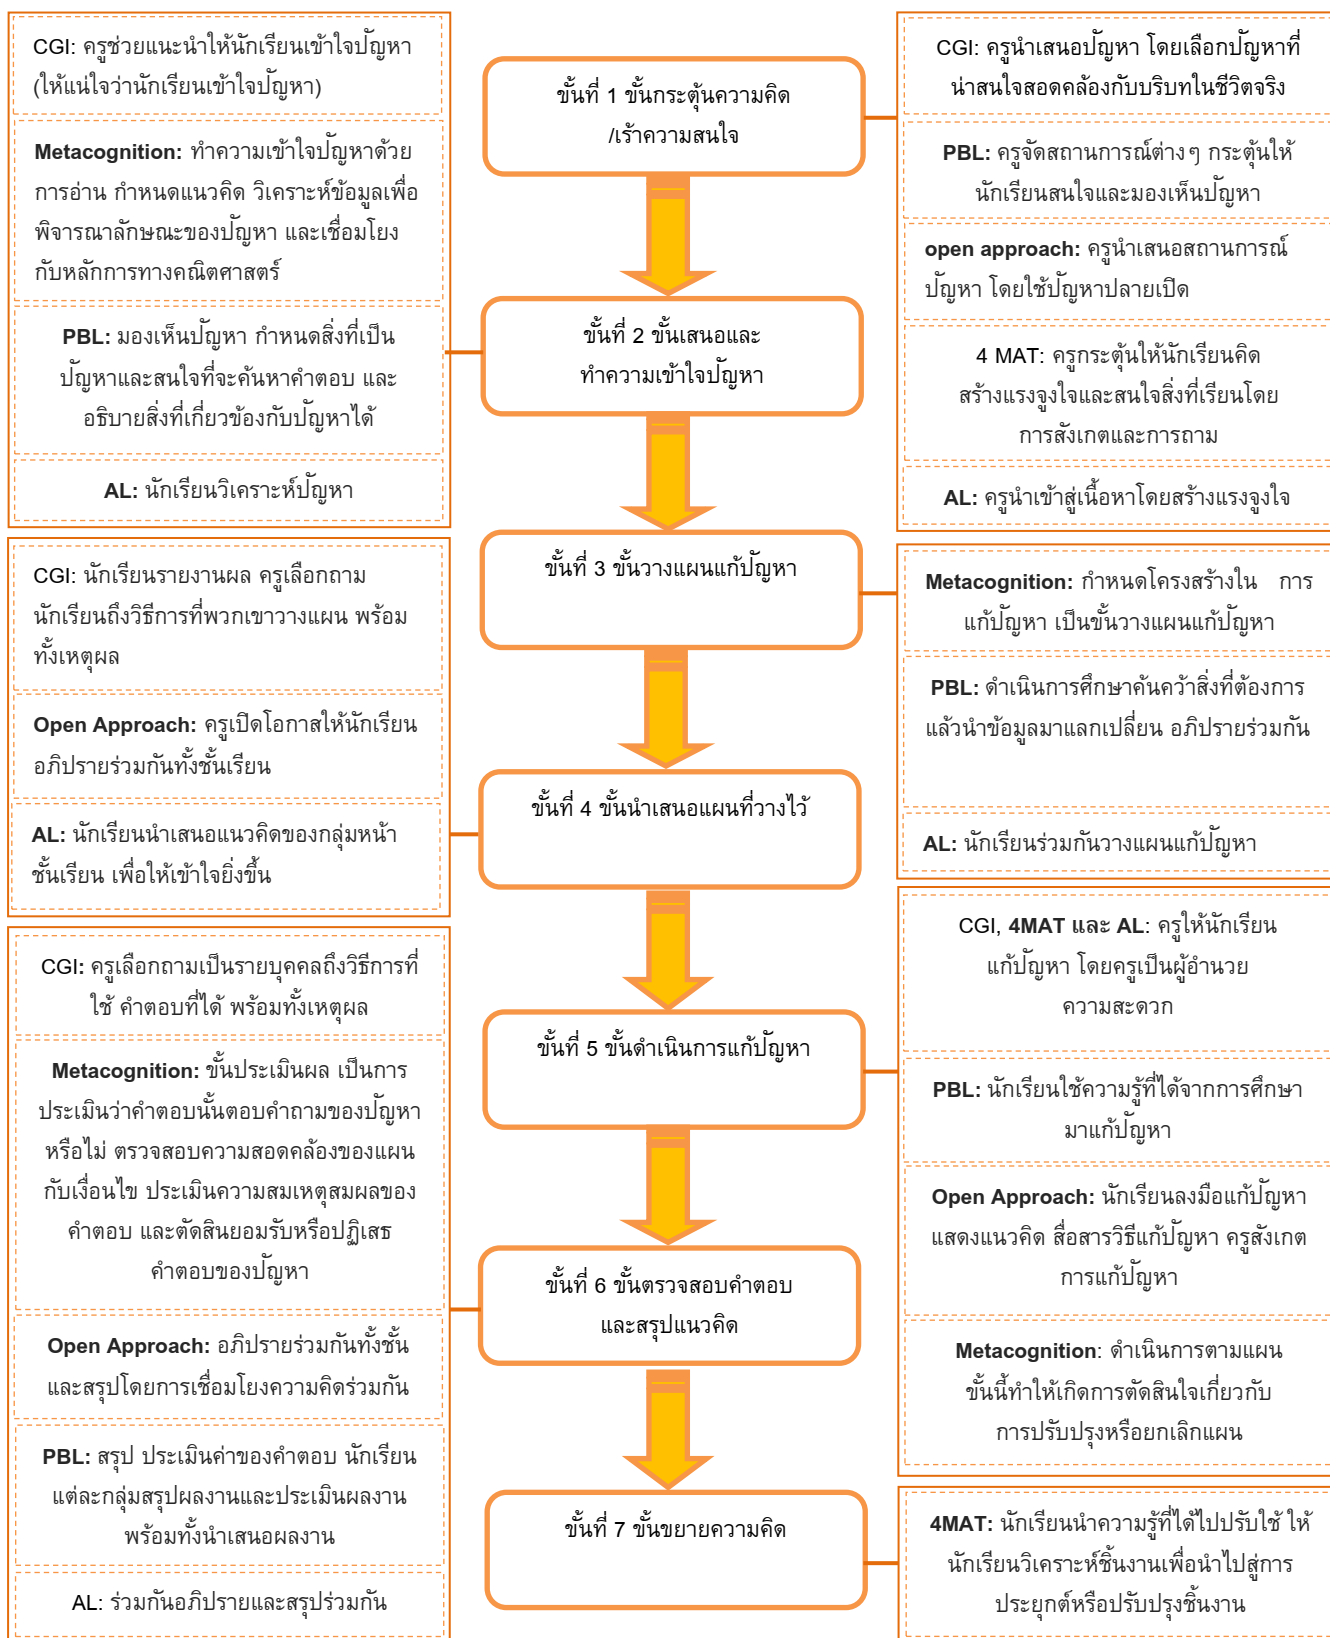 CGI: ครูช่วยแนะนำให้นักเรียนเข้าใจปัญหา
(ให้แน่ใจว่านักเรียนเข้าใจปัญหา)
Metacognition: ทำความเข้าใจปัญหาด้วย
การอ่าน กำหนดแนวคิด วิเคราะห์ข้อมูลเพื่อ
พิจารณาลักษณะของปัญหา และเชื่อมโยง
กับหลักการทางคณิตศาสตร์
PBL: มองเห็นปัญหา กำหนดสิ่งที่เป็น
ปัญหาและสนใจที่จะค้นหาคำตอบ และ
อธิบายสิ่งที่เกี่ยวข้องกับปัญหาได้
AL: นักเรียนวิเคราะห์ปัญหา
CGI: นักเรียนรายงานผล ครูเลือกถาม
นักเรียนถึงวิธีการที่พวกเขาวางแผน พร้อม
ทั้งเหตุผล
Open Approach: ครูเปิดโอกาสให้นักเรียน
อภิปรายร่วมกันทั้งชั้นเรียน
AL: นักเรียนนำเสนอแนวคิดของกลุ่มหน้า
ชั้นเรียน เพื่อให้เข้าใจยิ่งขึ้น
CGI: ครูเลือกถามเป็นรายบุคคลถึงวิธีการที่
ใช้ คำตอบที่ได้ พร้อมทั้งเหตุผล
Metacognition: ขั้นประเมินผล เป็นการ
ประเมินว่าคำตอบนั้นตอบคำถามของปัญหา
หรือไม่ ตรวจสอบความสอดคล้องของแผน
กับเงื่อนไข ประเมินความสมเหตุสมผลของ
คำตอบ และตัดสินยอมรับหรือปฏิเสธ
คำตอบของปัญหา
Open Approach: อภิปรายร่วมกันทั้งชั้น
และสรุปโดยการเชื่อมโยงความคิดร่วมกัน
PBL: สรุป ประเมินค่าของคำตอบ นักเรียน
แต่ละกลุ่มสรุปผลงานและประเมินผลงาน
พร้อมทั้งนำเสนอผลงาน
AL: ร่วมกันอภิปรายและสรุปร่วมกัน
ขั้นที่ 1 ขั้นกระตุ้นความคิด
/เร้าความสนใจ
ขั้นที่ 2 ขั้นเสนอและ
ทำความเข้าใจปัญหา
ขั้นที่ 3 ขั้นวางแผนแก้ปัญหา
ขั้นที่ 4 ขั้นนำเสนอแผนที่วางไว้
ขั้นที่ 5 ขั้นดำเนินการแก้ปัญหา
ขั้นที่ 6 ขั้นตรวจสอบคำตอบ
และสรุปแนวคิด
ขั้นที่ 7 ขั้นขยายความคิด
CGI: ครูนำเสนอปัญหา โดยเลือกปัญหาที่
น่าสนใจสอดคล้องกับบริบทในชีวิตจริง
PBL: ครูจัดสถานการณ์ต่างๆ กระตุ้นให้
นักเรียนสนใจและมองเห็นปัญหา
open approach: ครูนำเสนอสถานการณ์
ปัญหา โดยใช้ปัญหาปลายเปิด
4 MAT: ครูกระตุ้นให้นักเรียนคิด
สร้างแรงจูงใจและสนใจสิ่งที่เรียนโดย
การสังเกตและการถาม
AL: ครูนำเข้าสู่เนื้อหาโดยสร้างแรงจูงใจ
Metacognition: กำหนดโครงสร้างใน การ
แก้ปัญหา เป็นขั้นวางแผนแก้ปัญหา
PBL: ดำเนินการศึกษาค้นคว้าสิ่งที่ต้องการ
แล้วนำข้อมูลมาแลกเปลี่ยน อภิปรายร่วมกัน
AL: นักเรียนร่วมกันวางแผนแก้ปัญหา
CGI, 4MAT และ AL: ครูให้นักเรียน
แก้ปัญหา โดยครูเป็นผู้อำนวย
ความสะดวก
PBL: นักเรียนใช้ความรู้ที่ได้จากการศึกษา
มาแก้ปัญหา
Open Approach: นักเรียนลงมือแก้ปัญหา
แสดงแนวคิด สื่อสารวิธีแก้ปัญหา ครูสังเกต
การแก้ปัญหา
Metacognition: ดำเนินการตามแผน
ขั้นนี้ทำให้เกิดการตัดสินใจเกี่ยวกับ
การปรับปรุงหรือยกเลิกแผน
4MAT: นักเรียนนำความรู้ที่ได้ไปปรับใช้ ให้
นักเรียนวิเคราะห์ชิ้นงานเพื่อนำไปสู่การ
ประยุกต์หรือปรับปรุงชิ้นงาน